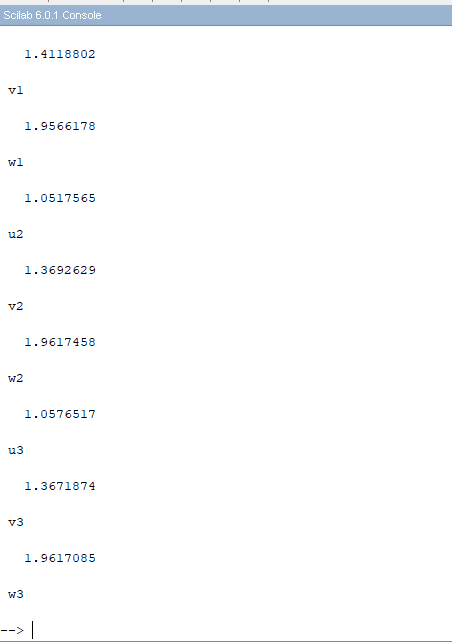 Scilab 6.0.1 Console
1.4118802
v1
1.9566178
w1
1.0517565
u2
1.3692629
v2
1.9617458
w2
1.0576517
u3
1.3671874
v3
1.9617085
w3
-->